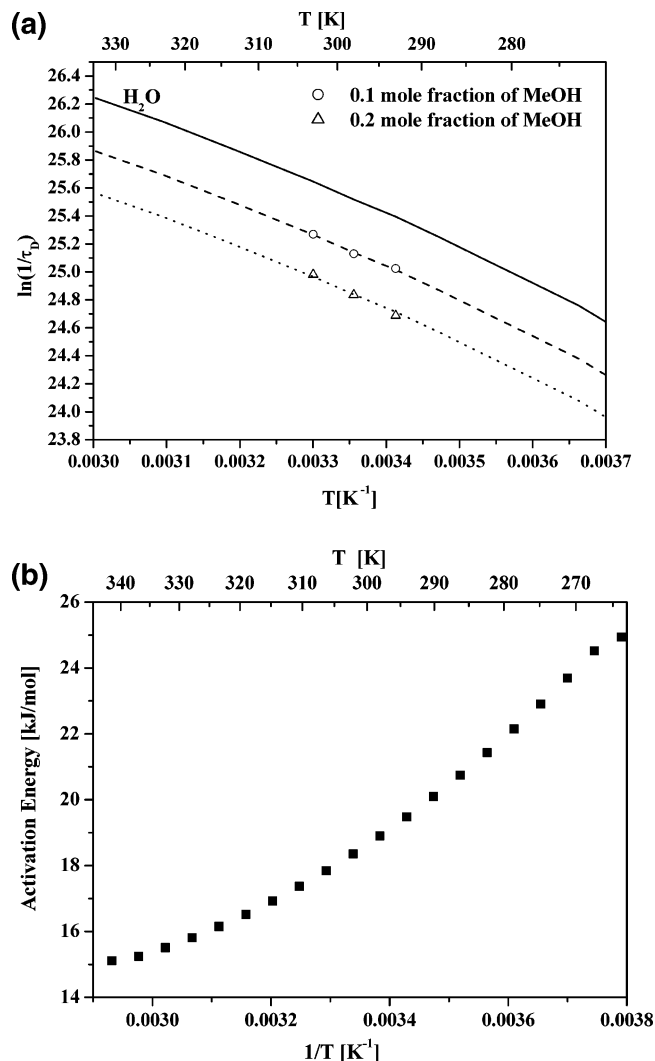 (a)
T [K]
330 320 310 300 290 280
26.4
26.2
26.0
25.8
25.6
25.4
25.2
25.0
24.8
24.6
24.4
24.2
24.0
23.8
H2O
0.1 mole fraction of MeOH
0.2 mole fraction of MeOH
ln(1/τD)
0.0030 0.0031 0.0032 0.0033 0.0034 0.0035 0.0036 0.0037
T[K-1]
(b)
T [K]
340 330 320 310 300 290 280 270
26
24
22
20
18
16
14
Activation Energy [kJ/mol]
0.0030 0.0032 0.0034 0.0036 0.0038
1/T [K-1]